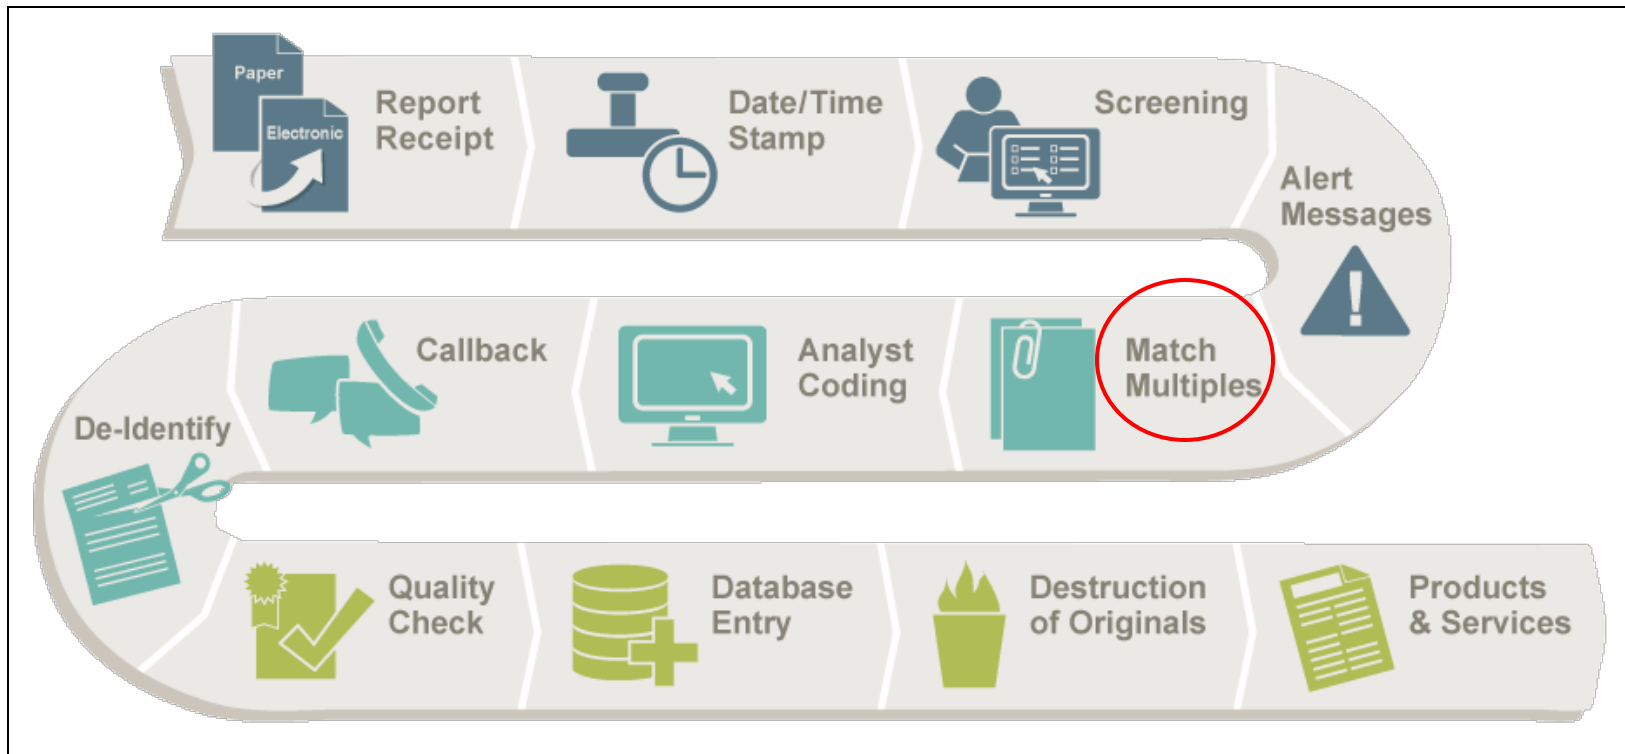 Paper
Electronic
Report
Receipt
Date/Time
Stamp
Screening
Alert
Messages
Match
Multiples
Analyst
Coding
Callback
De-Identify
Quality
Check
Database
Entry
Destruction
of Originals
Products
& Services